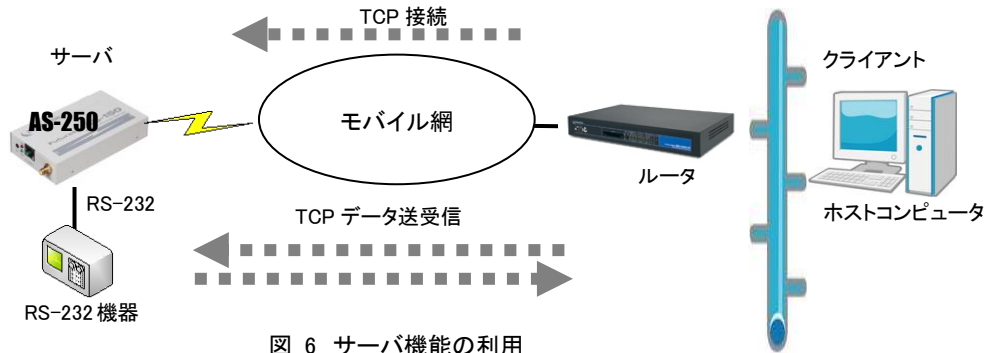 TCP 接続
サーバ
クライアント
AS-250
モバイル網
ルータ
RS-232
ホストコンピュータ
TCP データ送受信
RS-232 機器
図 6 サーバ機能の利用